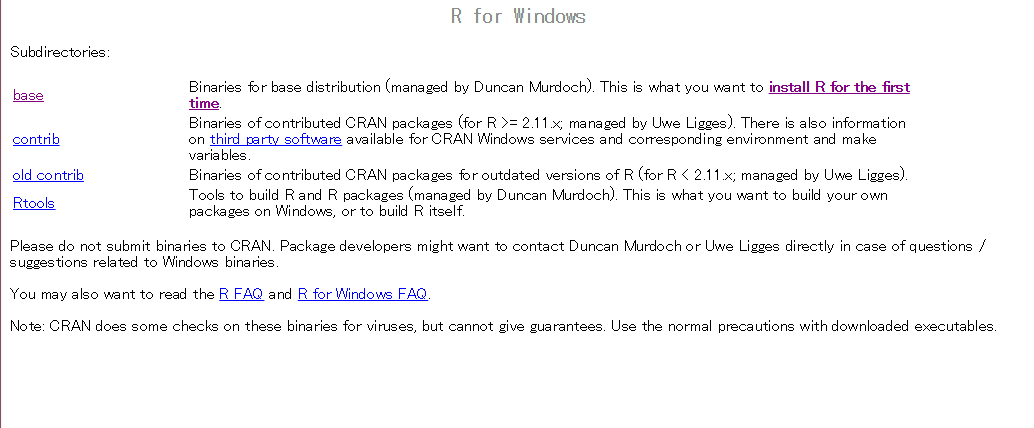 R for Windows
Subdirectories:
base
Binaries for base distribution (managed by Duncan Murdoch). This is what you want to install R for the first
time.
contrib
Binaries of contributed CRAN packages (for R >= 2.11.x; managed by Uwe Ligges). There is also information
on third party software available for CRAN Windows services and corresponding environment and make
variables.
old contrib
Binaries of contributed CRAN packages for outdated versions of R (for R < 2.11.x; managed by Uwe Ligges).
Rtools
Tools to build R and R packages (managed by Duncan Murdoch). This is what you want to build your own
packages on Windows, or to build R itself.
Please do not submit binaries to CRAN. Package developers might want to contact Duncan Murdoch or Uwe Ligges directly in case of questions /
suggestions related to Windows binaries.
You may also want to read the R FAQ and R for Windows FAQ.
Note: CRAN does some checks on these binaries for viruses, but cannot give guarantees. Use the normal precautions with downloaded executables.